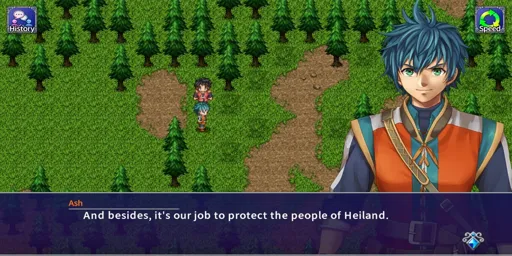 History
Speed
Ash
And besides, it's our job to protect the people of Heiland.